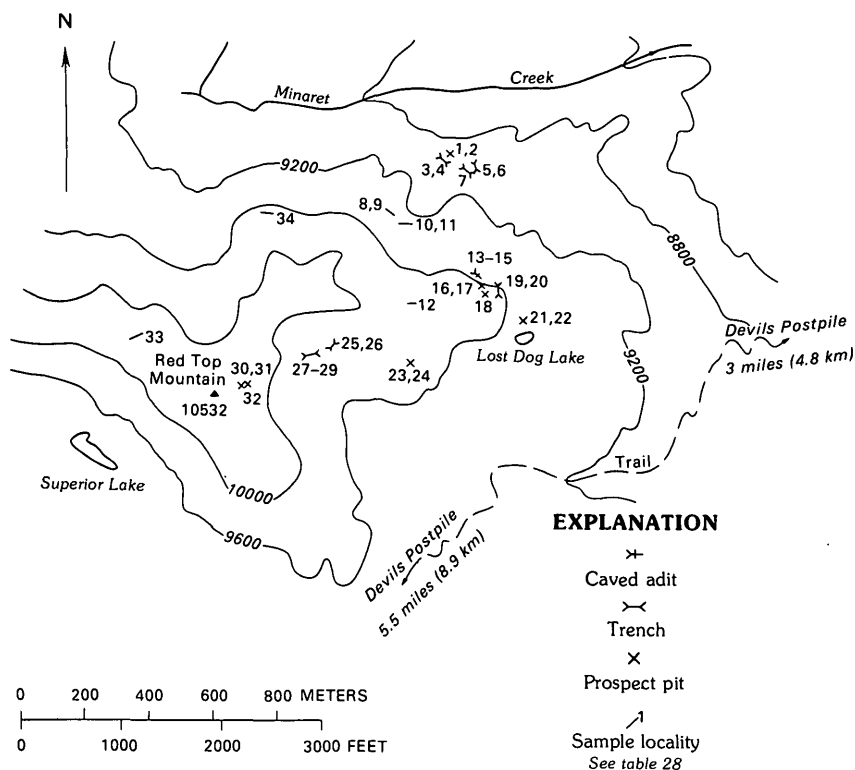 N
Minaret
Creek
1,2
3,4
5,6
7
9200
8,9
10,11
34
8800
13–15
16,17
19,20
18
12
21,22
Lost Dog Lake
33
25,26
27–29
Red Top
Mountain
30,31
32
10532
23,24
9200
Devils Postpile
3 miles (4.8 km)
Superior Lake
10000
9600
Trail
Devils Postpile
5.5 miles (8.9 km)
EXPLANATION
Caved adit
Trench
Prospect pit
1
Sample locality
See table 28
0 200 400 600 800 METERS
0 1000 2000 3000 FEET